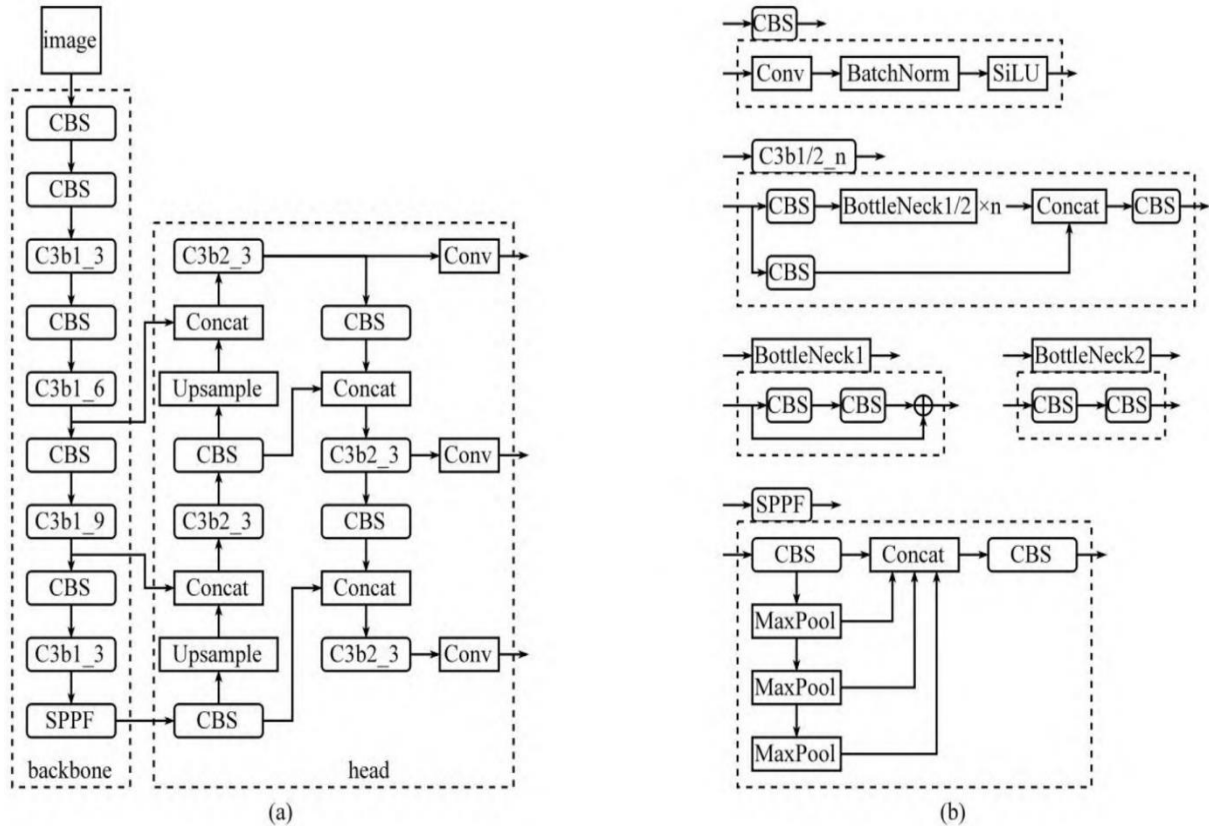 image
CBS
CBS
C3b1_3
CBS
C3b1_6
CBS
C3b1_9
CBS
C3b1_3
SPPF
backbone
C3b2_3
Concat
Upsample
CBS
C3b2_3
Concat
Upsample
CBS
Conv
CBS
Concat
C3b2_3
Conv
CBS
Concat
C3b2_3
Conv
head
(a)
CBS
Conv
BatchNorm
SiLU
C3b1/2_n
CBS
BottleNeck1/2
×n
Concat
CBS
CBS
BottleNeck1
CBS
CBS
BottleNeck2
CBS
CBS
SPPF
CBS
Concat
CBS
MaxPool
MaxPool
MaxPool
(b)